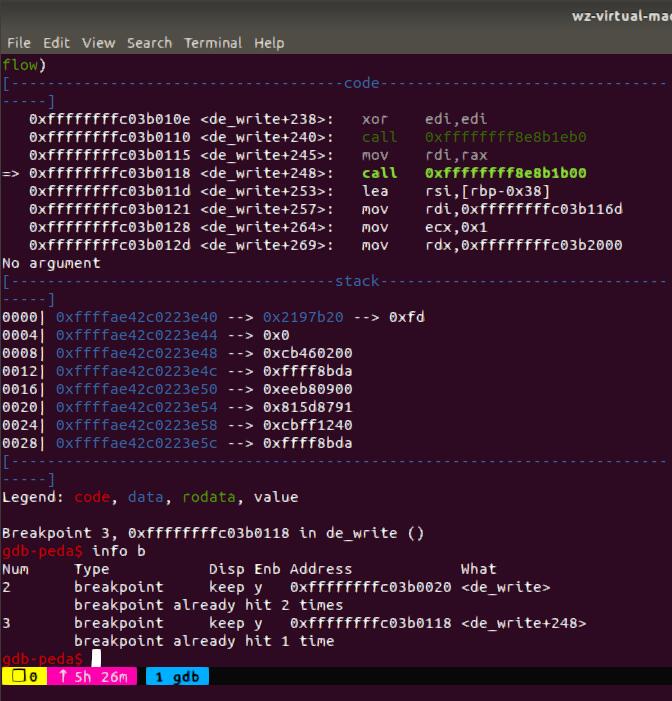 wz-virtual-mac
File Edit View Search Terminal Help
flow)
[-------------------------------------code-------------------------------
-----]
0xffffffffc03b010e <de_write+238>: xor edi,edi
0xffffffffc03b0110 <de_write+240>: call 0xffffffff8e8b1eb0
0xffffffffc03b0115 <de_write+245>: mov rdi,rax
=> 0xffffffffc03b0118 <de_write+248>: call 0xffffffff8e8b1b00
0xffffffffc03b011d <de_write+253>: lea rsi,[rbp-0x38]
0xffffffffc03b0121 <de_write+257>: mov rdi,0xffffffffc03b116d
0xffffffffc03b0128 <de_write+264>: mov ecx,0x1
0xffffffffc03b012d <de_write+269>: mov rdx,0xffffffffc03b2000
No argument
[------------------------------------stack-------------------------------
-----]
0000| 0xffffae42c0223e40 --> 0x2197b20 --> 0xfd
0004| 0xffffae42c0223e44 --> 0x0
0008| 0xffffae42c0223e48 --> 0xcb460200
0012| 0xffffae42c0223e4c --> 0xffff8bda
0016| 0xffffae42c0223e50 --> 0xeeb80900
0020| 0xffffae42c0223e54 --> 0x815d8791
0024| 0xffffae42c0223e58 --> 0xcbff1240
0028| 0xffffae42c0223e5c --> 0xffff8bda
[------------------------------------------------------------------------
-----]
Legend: code, data, rodata, value
Breakpoint 3, 0xffffffffc03b0118 in de_write ()
gdb-peda$ info b
Num Type Disp Enb Address What
2 breakpoint keep y 0xffffffffc03b0020 <de_write>
breakpoint already hit 2 times
3 breakpoint keep y 0xffffffffc03b0118 <de_write+248>
breakpoint already hit 1 time
gdb-peda$
❐ 0 ↑ 5h 26m 1 gdb